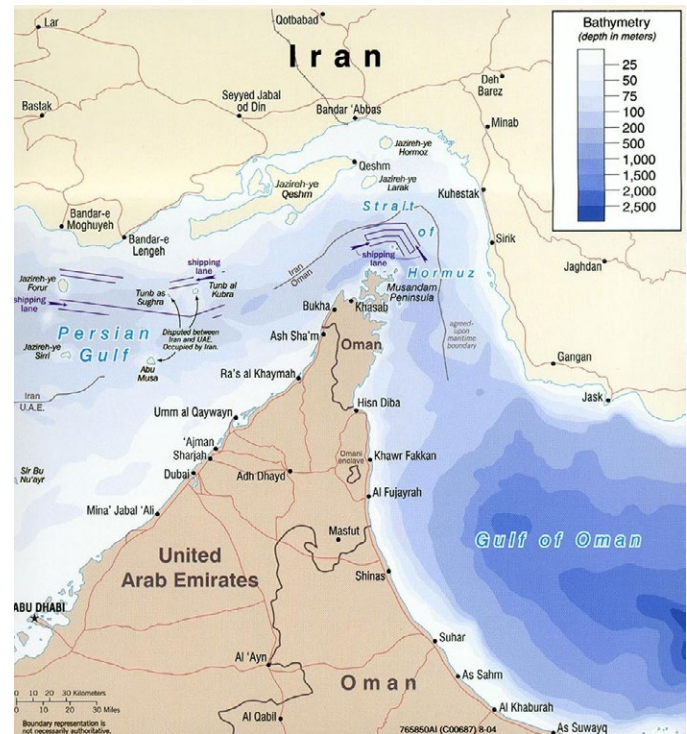 Lar
Qotbabad
Iran
Bathymetry
(depth in meters)
25
50
75
100
200
500
1,000
1,500
2,000
2,500
Deh
Barez
Bastak
Seyyed Jabal
od Din
Bandar 'Abbas
Minab
Jazireh-ye
Hormoz
Qeshm
Jazireh-ye
Larak
Jazireh-ye
Qeshm
Kuhestak
Strait
of
Hormuz
Bandar-e
Moghuyeh
Bandar-e
Lengeh
Sirik
shipping
lane
Iran
Oman
Jaghdan
Jazireh-ye
Forur
shipping
lane
shipping
lane
Tunb as
Sughra
Tunb al
Kubra
Musandam
Peninsula
Bukha
Khasab
Persian
Gulf
Disputed between
Iran and UAE.
Occupied by Iran.
Ash Sha'm
Oman
agreed-
upon
maritime
boundary
Jazireh-ye
Sirri
Abu
Musa
Gangan
Ra's al Khaymah
Iran
U.A.E.
Jask
Umm al Qaywayn
Hisn Diba
'Ajman
Sharjah
Omani
enclave
Khawr Fakkan
Sir Bu
Nu'ayr
Dubai
Adh Dhayd
Al Fujayrah
Mina' Jabal 'Ali
Masfut
Gulf of Oman
United
Arab Emirates
Shinas
ABU DHABI
Suhar
Al 'Ayn
As Sahm
Oman
0 10 20 30 Kilometers
0 10 20 30 Miles
Al Khaburah
Al Qabil
Boundary representation is
not necessarily authoritative.
765850AI (C00687) 8-04
As Suwayq